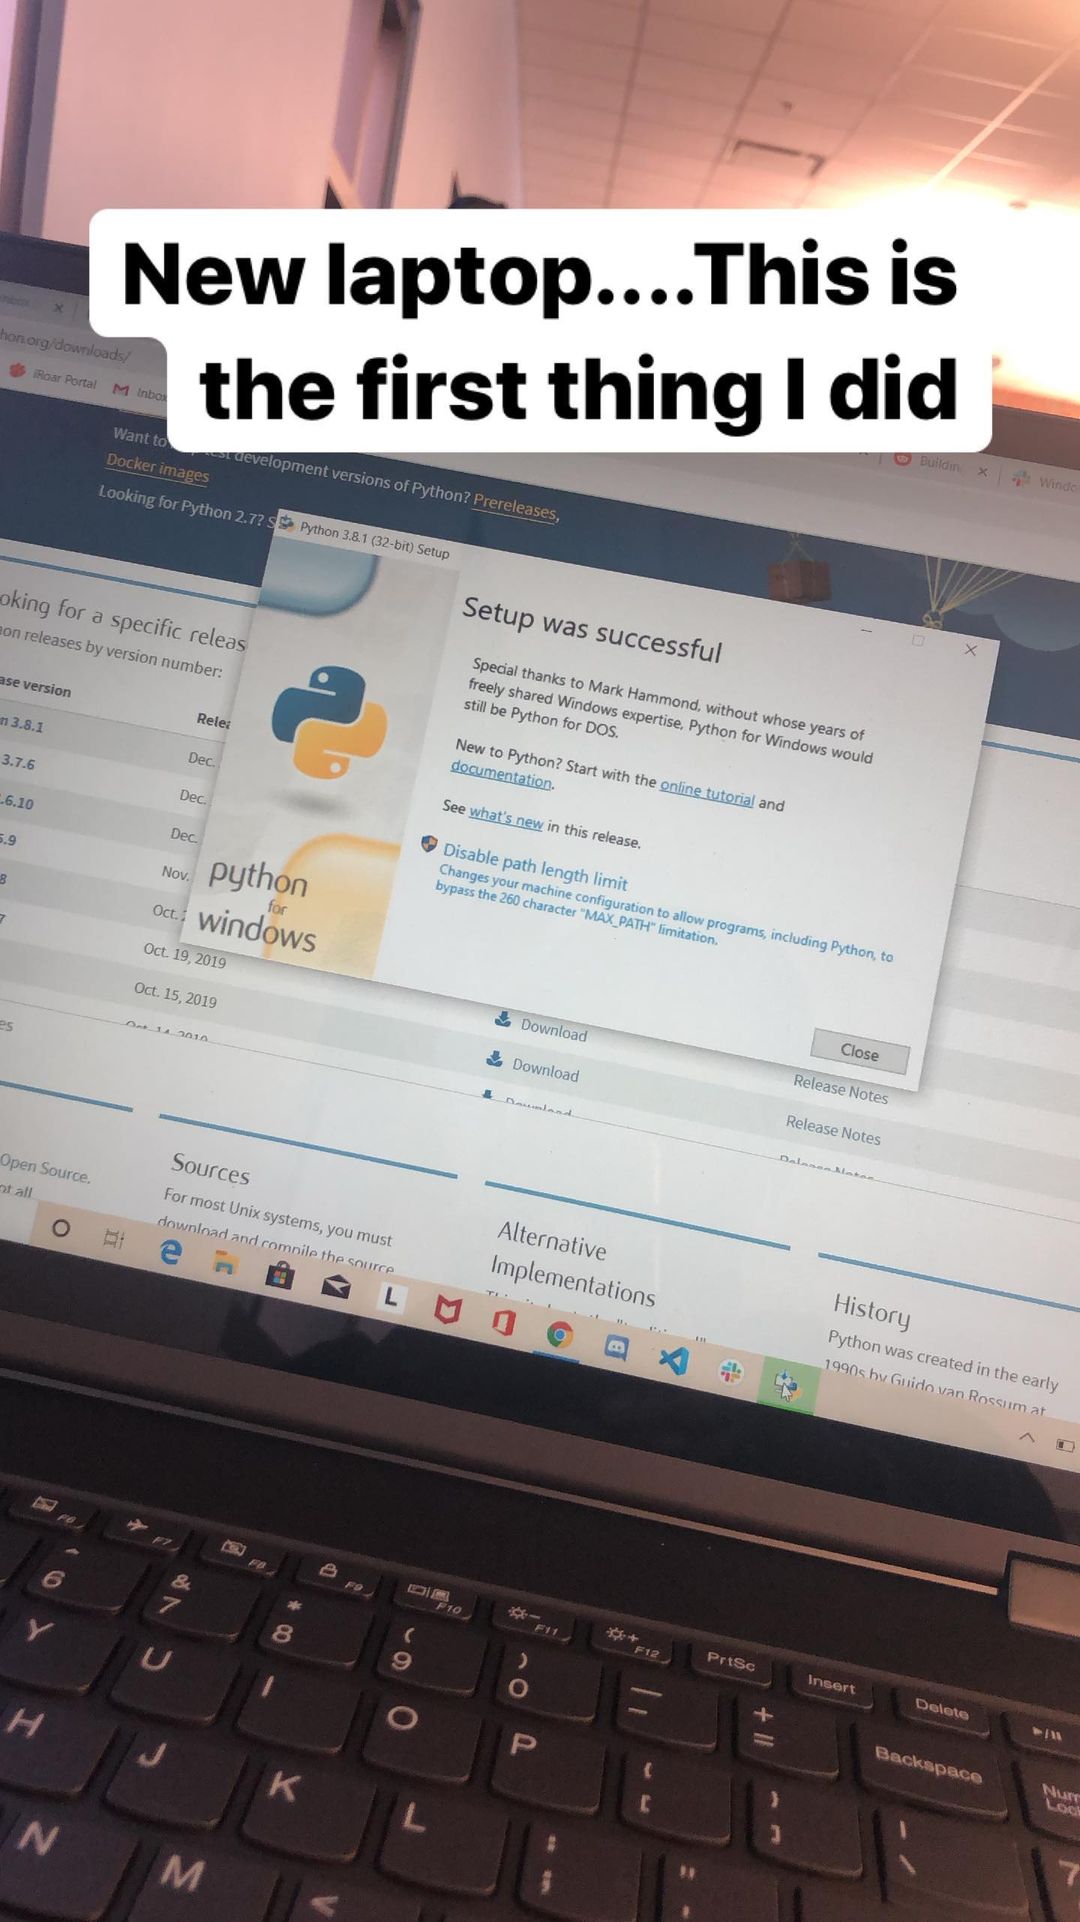 New laptop....This is
the first thing I did
hon.org/downloads/
iRoar Portal
Inbox
Buildin
Windo
Want to
test development versions of Python? Prereleases,
Docker images
Looking for Python 2.7? S
Python 3.8.1 (32-bit) Setup
Setup was successful
Special thanks to Mark Hammond, without whose years of
freely shared Windows expertise, Python for Windows would
still be Python for DOS.
New to Python? Start with the online tutorial and
documentation.
See what's new in this release.
Disable path length limit
Changes your machine configuration to allow programs, including Python, to
bypass the 260 character "MAX_PATH" limitation.
Close
python
for
windows
oking for a specific releas
on releases by version number:
ase version
Relea
n 3.8.1
Dec.
3.7.6
Dec.
.6.10
Dec.
5.9
Nov.
8
Oct.
7
Oct. 19, 2019
Oct. 15, 2019
Oct. 14, 2019
Download
Release Notes
Download
Release Notes
Download
Release Notes
es
Open Source.
Sources
For most Unix systems, you must
download and compile the source
Alternative
Implementations
History
Python was created in the early
1990s by Guido van Rossum at
L
F6
F7
F8
F9
F10
F11
F12
PrtSc
Insert
Delete
^
6
&
7
*
8
(
9
)
0
_
-
+
=
Backspace
Num
Lock
Y
U
I
O
P
{
[
}
]
|
\
7
H
J
K
L
:
;
"
'
N
M
<